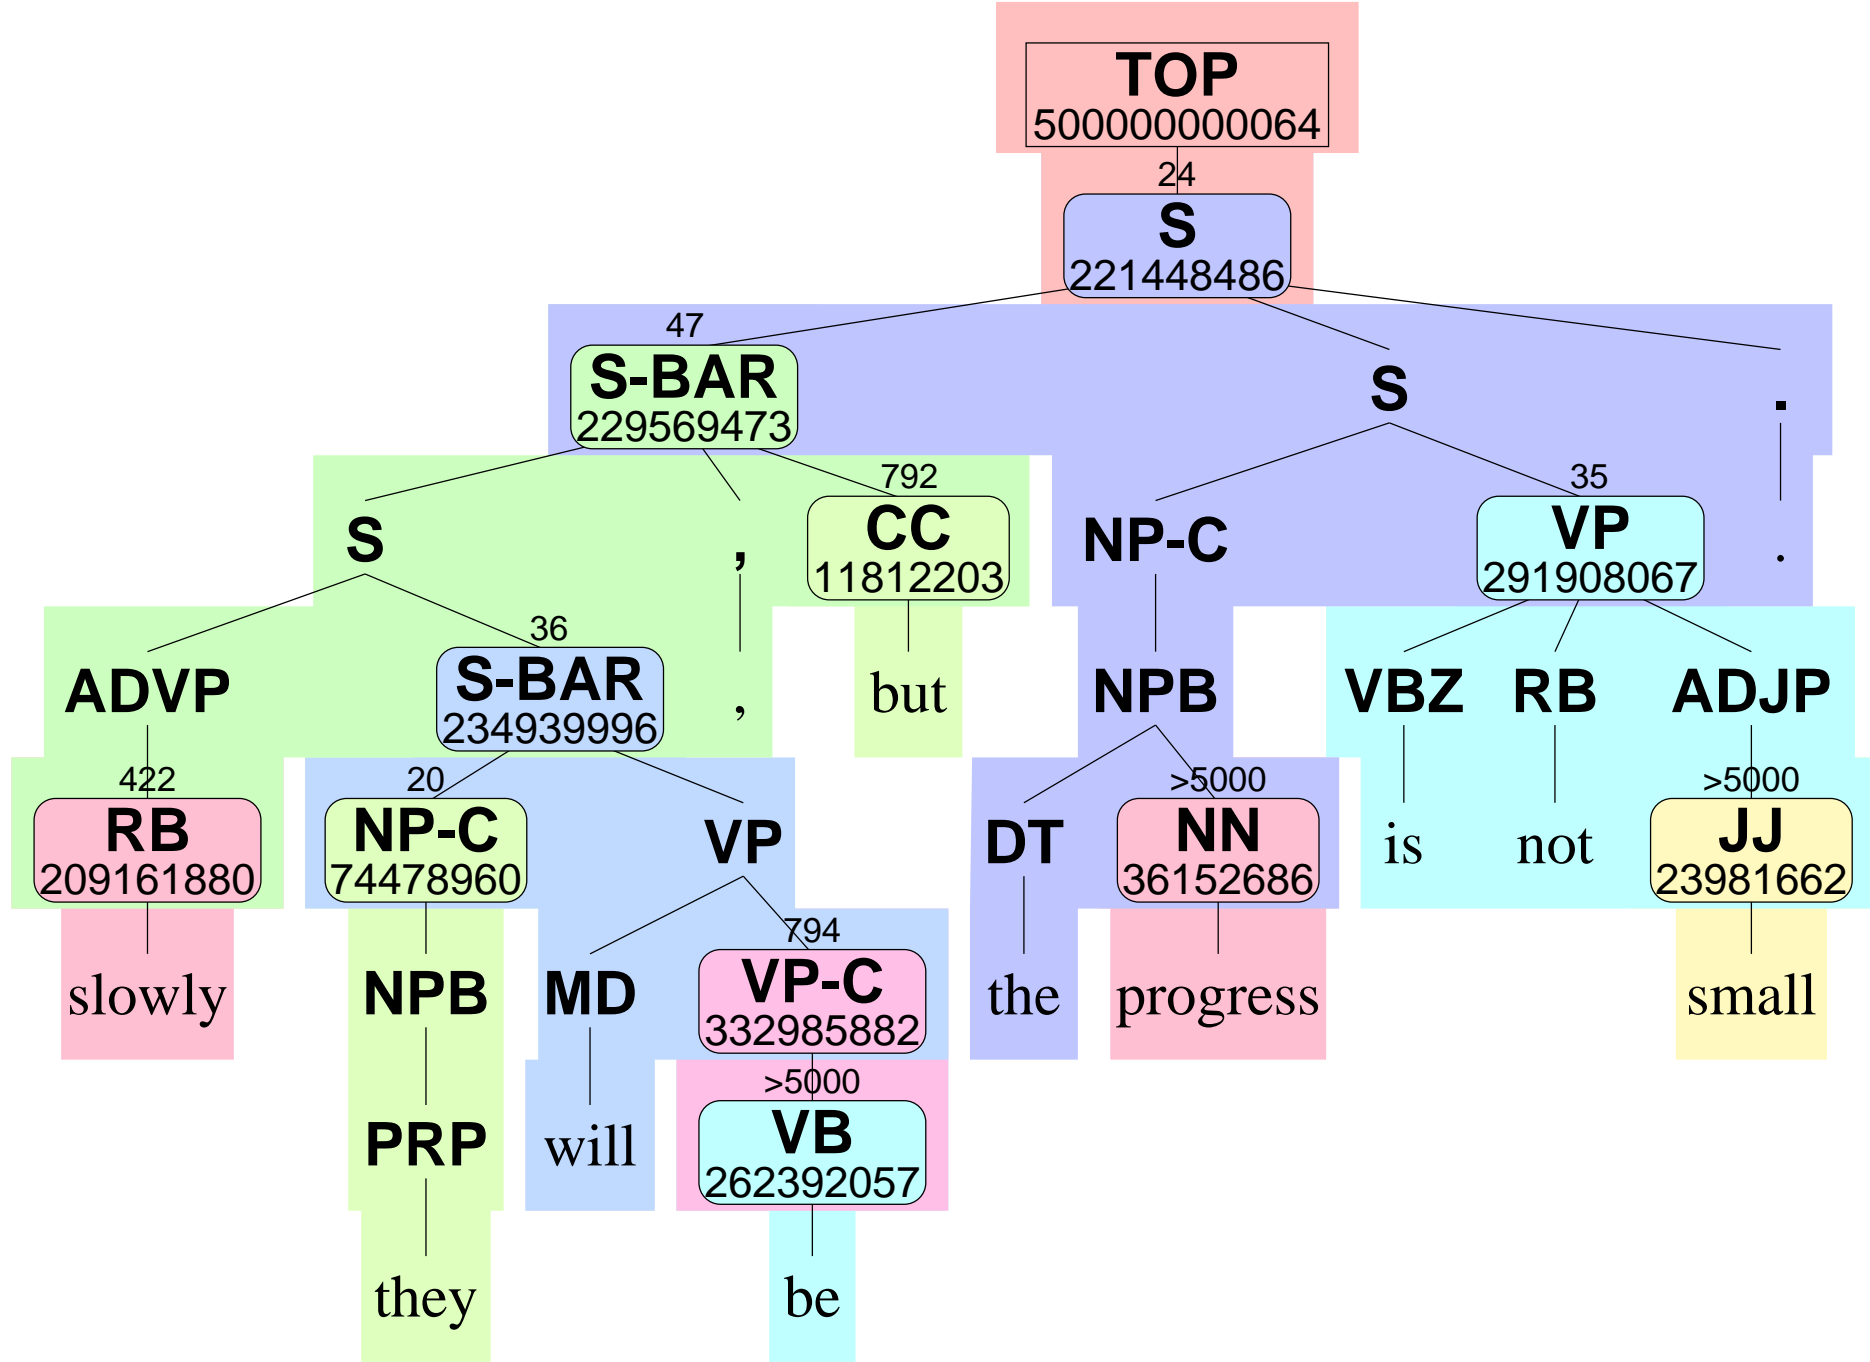 TOP
500000000064
24
S
221448486
47
S-BAR
229569473
S
.
792
35
S
,
CC
11812203
NP-C
VP
291908067
.
36
ADVP
S-BAR
234939996
,
but
NPB
VBZ
RB
ADJP
422
20
>5000
>5000
RB
209161880
NP-C
74478960
VP
DT
NN
36152686
is
not
JJ
23981662
794
slowly
NPB
MD
VP-C
332985882
the
progress
small
>5000
PRP
will
VB
262392057
they
be